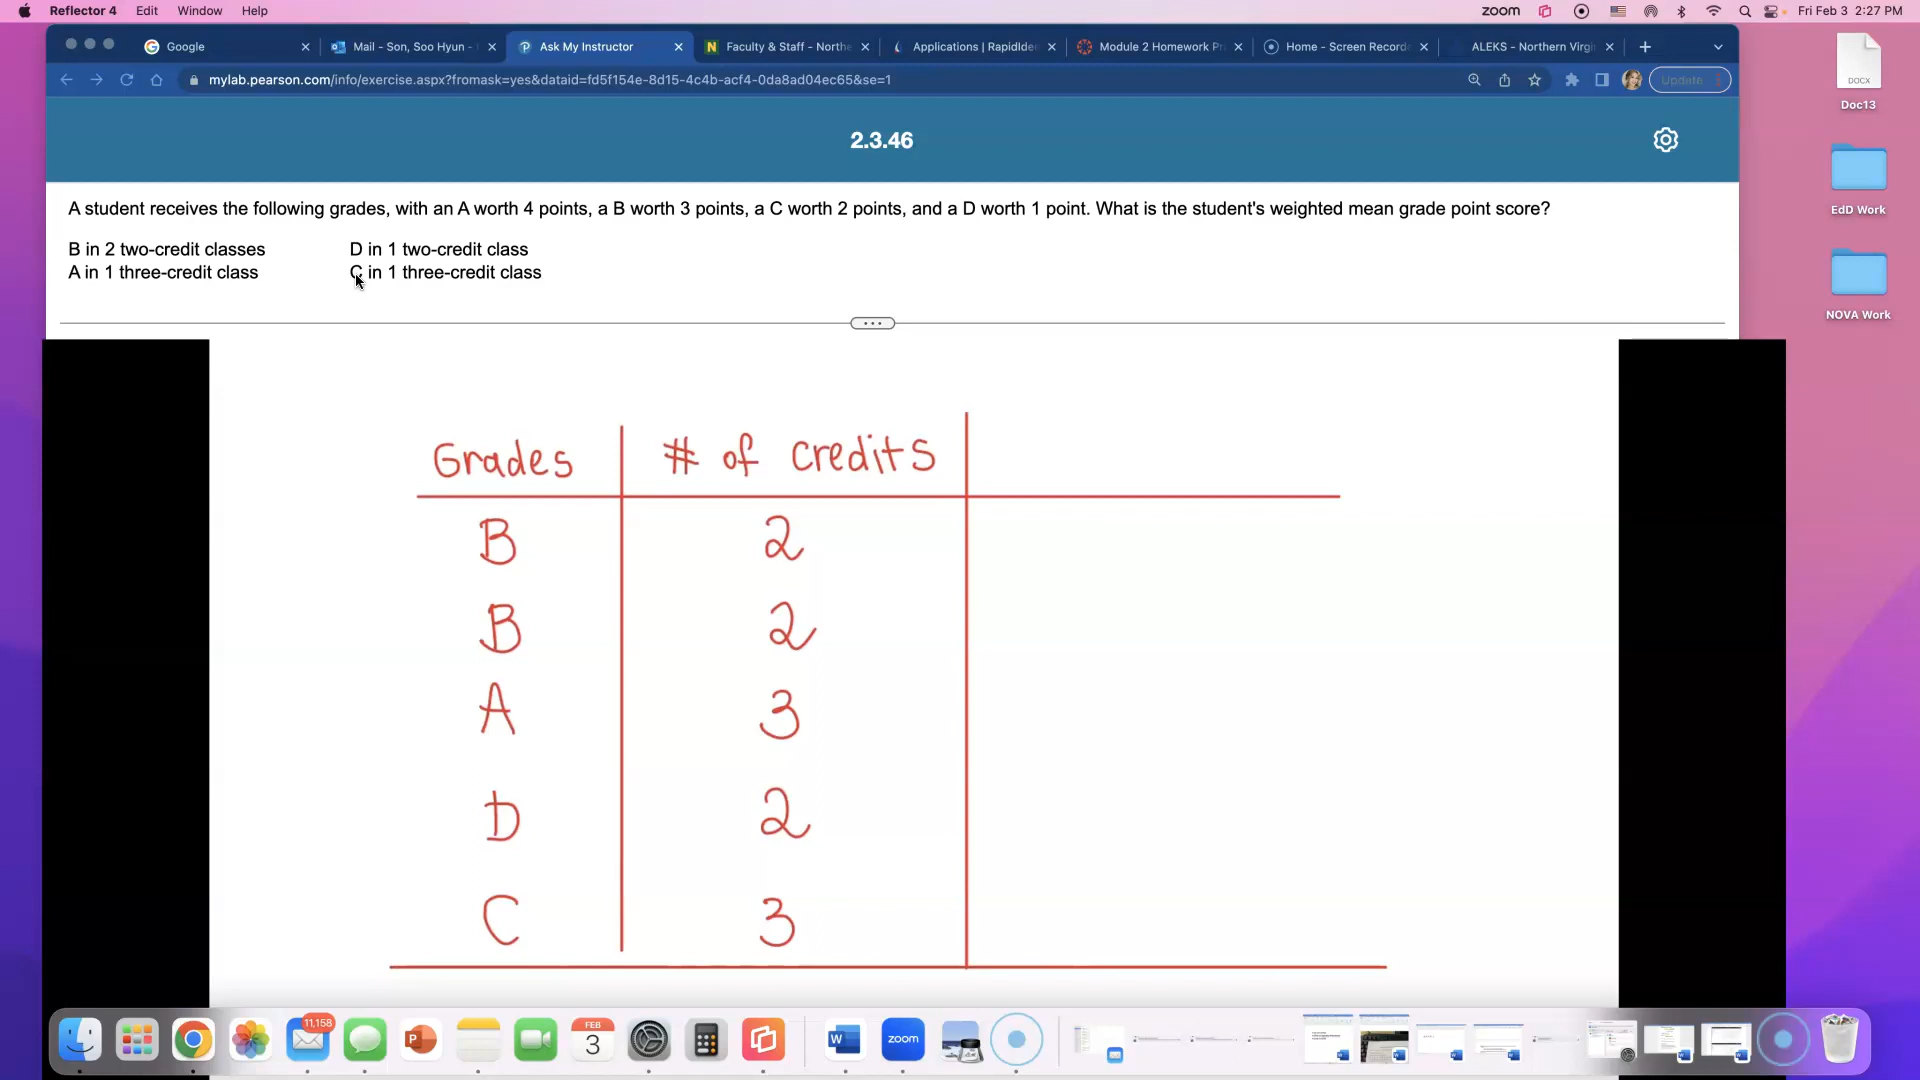 Reflector 4 Edit Window Help zoom Fri Feb 3 2:27 PM
Google Mail - Son, Soo Hyun - Ask My Instructor Faculty & Staff - Northe Applications | RapidIde Module 2 Homework Pr Home - Screen Record ALEKS - Northern Virgi
mylab.pearson.com/info/exercise.aspx?fromask=yes&dataid=fd5f154e-8d15-4c4b-acf4-0da8ad04ec65&se=1 Update
DOCX
Doc13
2.3.46
EdD Work
A student receives the following grades, with an A worth 4 points, a B worth 3 points, a C worth 2 points, and a D worth 1 point. What is the student's weighted mean grade point score?
B in 2 two-credit classes D in 1 two-credit class
A in 1 three-credit class C in 1 three-credit class
NOVA Work
Grades # of credits
B 2
B 2
A 3
D 2
C 3
11,158
FEB
3
zoom